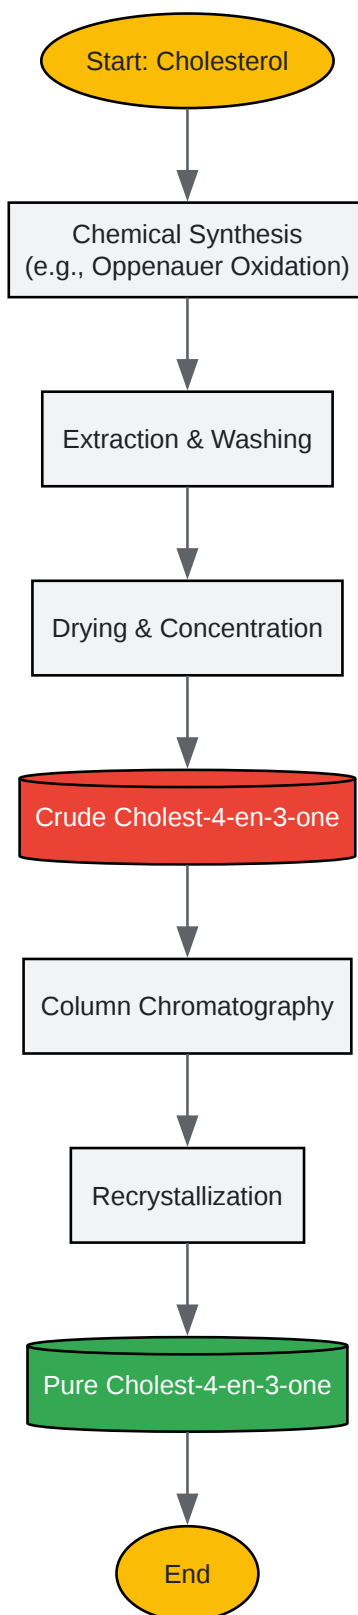 Start: Cholesterol
Chemical Synthesis
(e.g., Oppenauer Oxidation)
Extraction & Washing
Drying & Concentration
Crude Cholest-4-en-3-one
Column Chromatography
Recrystallization
Pure Cholest-4-en-3-one
End